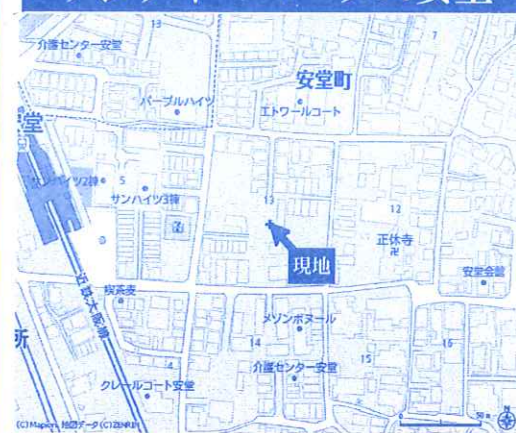 13
7
介護センター安堂
安堂町
パープルハイツ
エトワールコート
堂
サンハイツ2棟
5
サンハイツ3棟
13
12
正休寺
現地
安堂会館
喫茶麦
近鉄大阪線
メゾンボヌール
所
14
15
16
4
介護センター安堂
クレールコート安堂
(C)Mapion, 地図データ(C)ZENRIN
0
50m
N